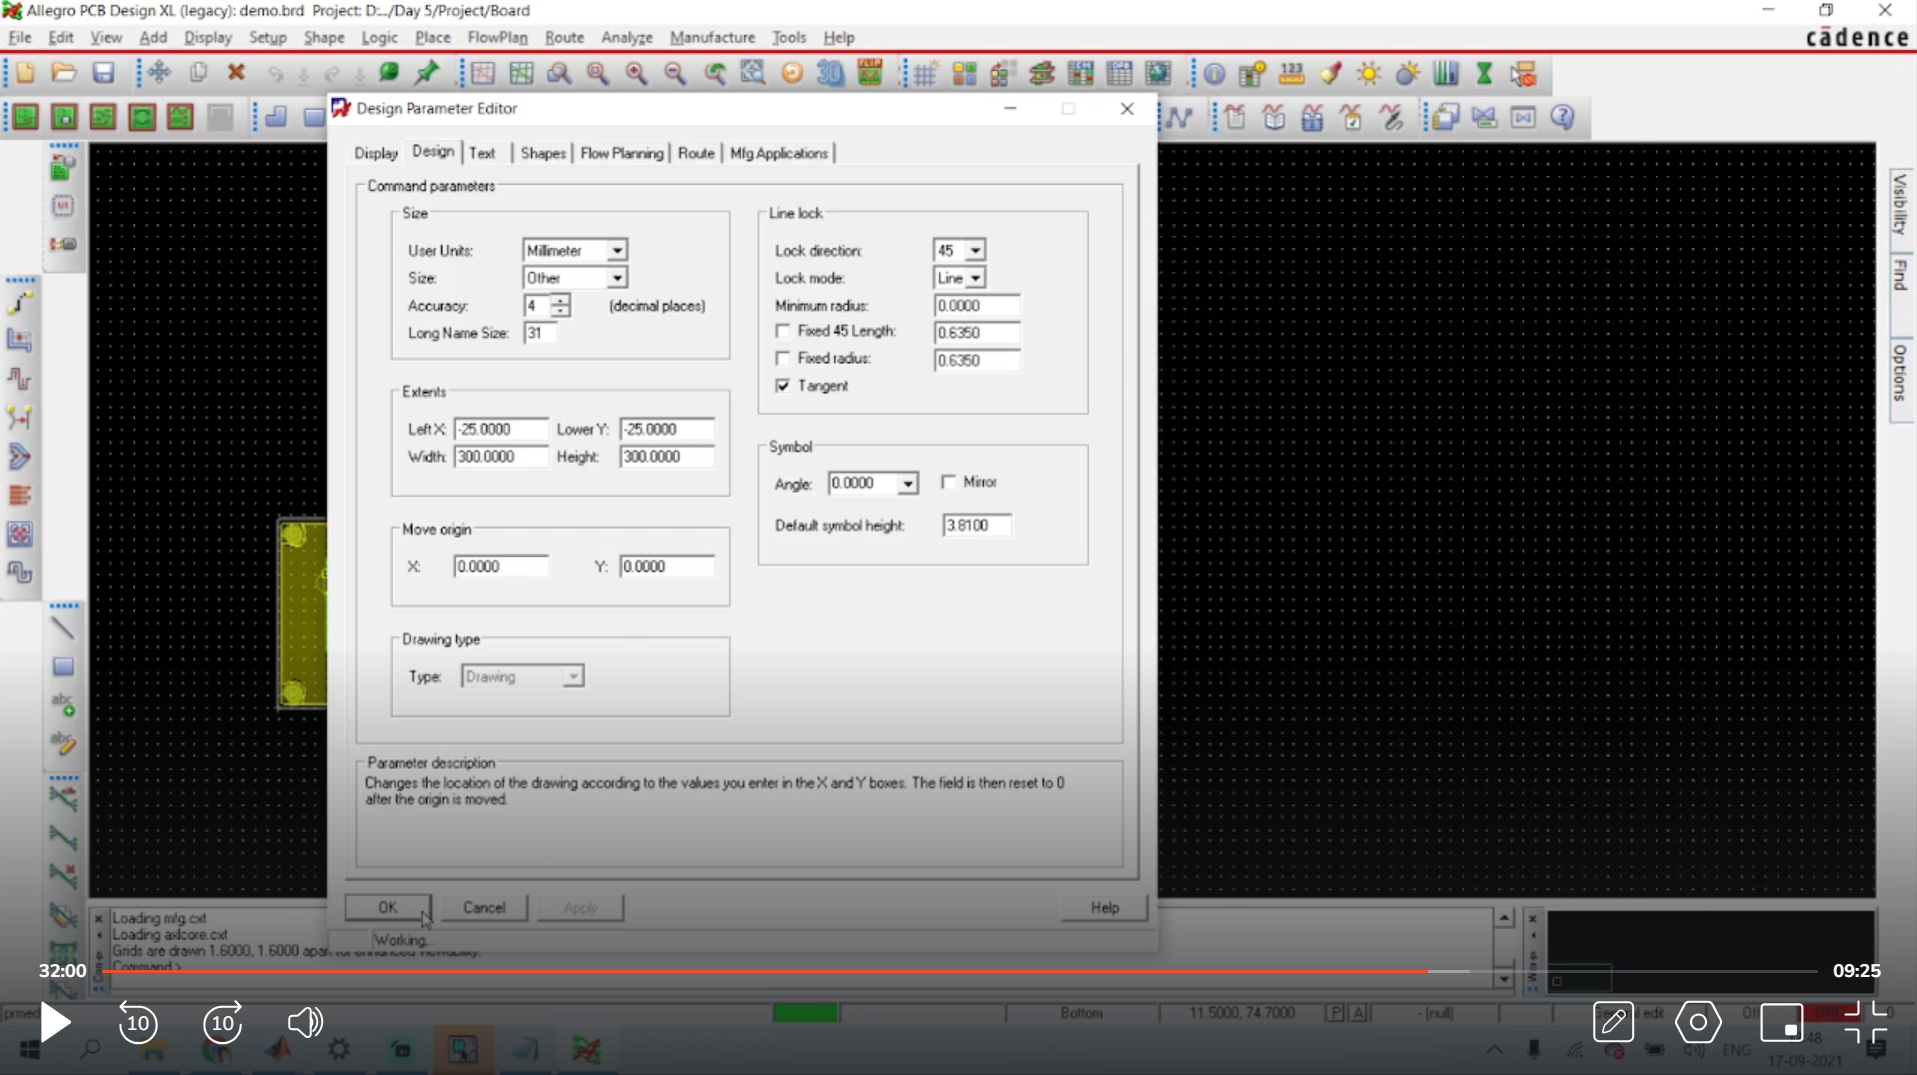 Allegro PCB Design XL (legacy): demo.brd Project: D:.../Day 5/Project/Board
File Edit View Add Display Setup Shape Logic Place FlowPlan Route Analyze Manufacture Tools Help
cādence
Design Parameter Editor
Display Design Text Shapes Flow Planning Route Mfg Applications
Command parameters
Size
User Units: Millimeter
Size: Other
Accuracy: 4 (decimal places)
Long Name Size: 31
Line lock
Lock direction: 45
Lock mode: Line
Minimum radius: 0.0000
Fixed 45 Length: 0.6350
Fixed radius: 0.6350
Tangent
Extents
Left X: -25.0000 Lower Y: -25.0000
Width: 300.0000 Height: 300.0000
Symbol
Angle: 0.0000 Mirror
Default symbol height: 3.8100
Move origin
X: 0.0000 Y: 0.0000
Drawing type
Type: Drawing
Parameter description
Changes the location of the drawing according to the values you enter in the X and Y boxes. The field is then reset to 0
after the origin is moved.
OK Cancel Apply Help
Working...
Visibility
Find
Options
Loading mfg.cxt
Loading axlcore.cxt
Grids are drawn 1.6000, 1.6000 apart for enhanced viewability.
Command >
32:00 09:25
10 10
Bottom 11.5000, 74.7000 P A - (null)
ENG
17-09-2021